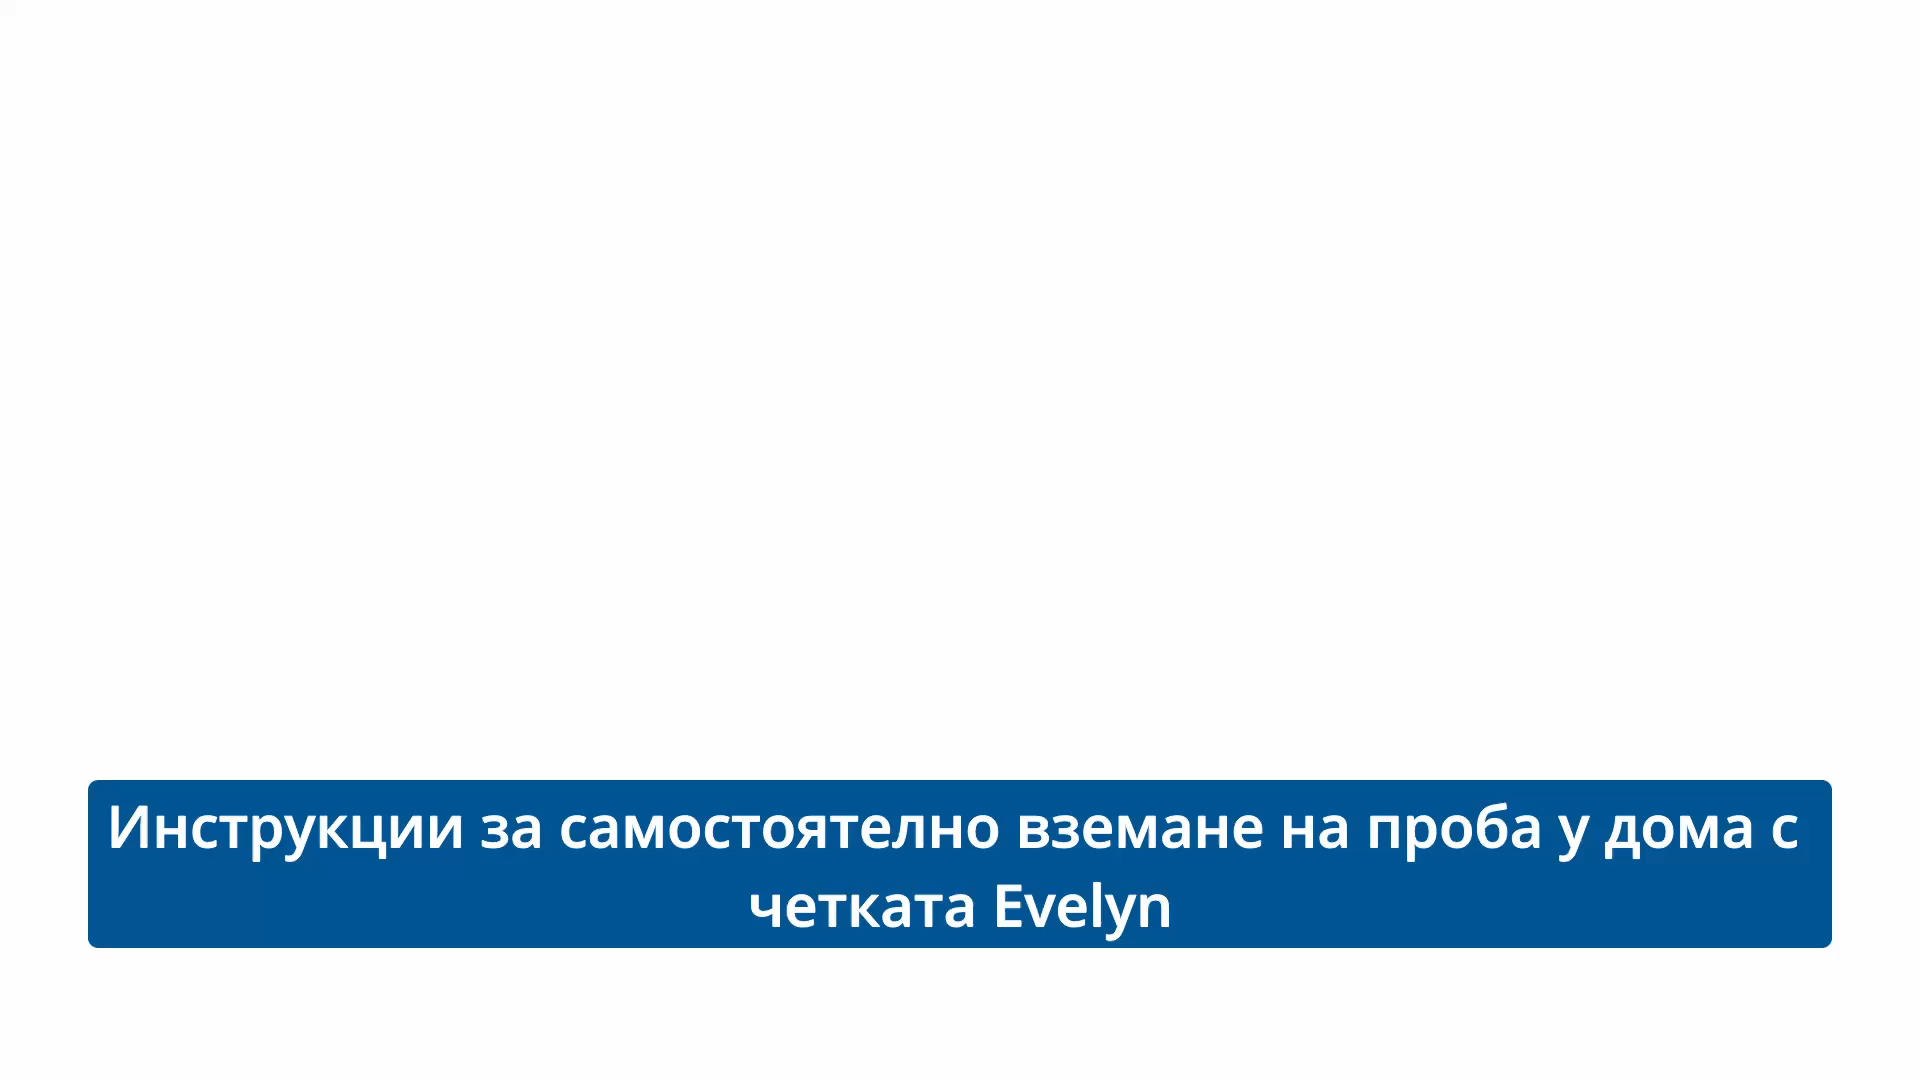 Инструкции за самостоятелно вземане на проба у дома с
четката Evelyn